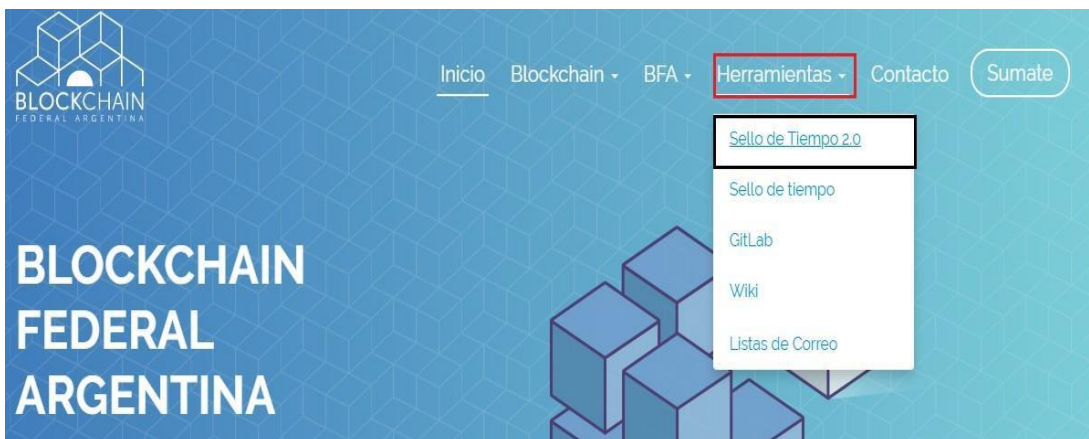 BLOCKCHAIN
FEDERAL ARGENTINA
Inicio Blockchain BFA Herramientas Contacto Sumate
Sello de Tiempo 2.0
Sello de tiempo
GitLab
Wiki
Listas de Correo
BLOCKCHAIN
FEDERAL
ARGENTINA